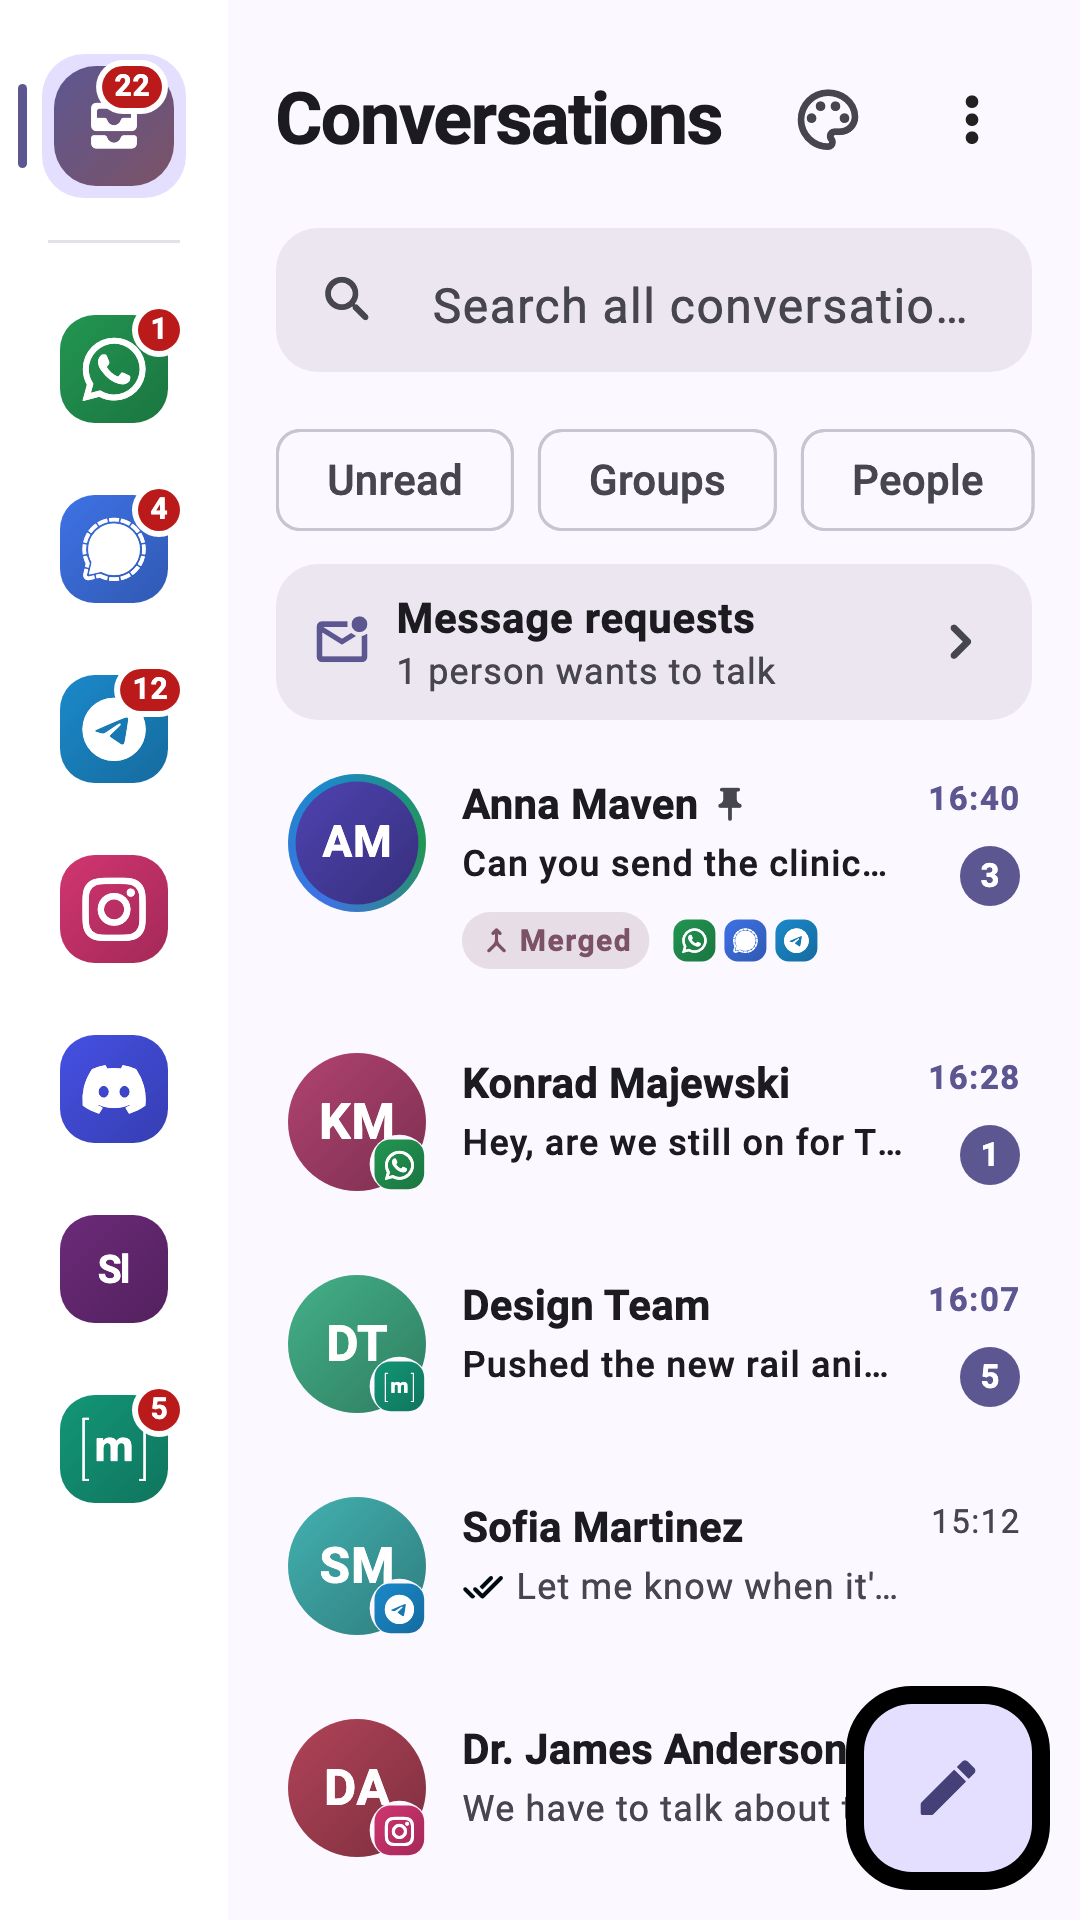 22
Conversations
Search all conversatio…
1
Unread
Groups
People
4
Message requests
1 person wants to talk
12
AM
Anna Maven
16:40
Can you send the clinic…
3
Merged
KM
Konrad Majewski
16:28
Hey, are we still on for T…
1
SI
DT
Design Team
16:07
Pushed the new rail ani…
5
[m]
5
[m]
SM
Sofia Martinez
15:12
Let me know when it'…
DA
Dr. James Anderson
We have to talk about